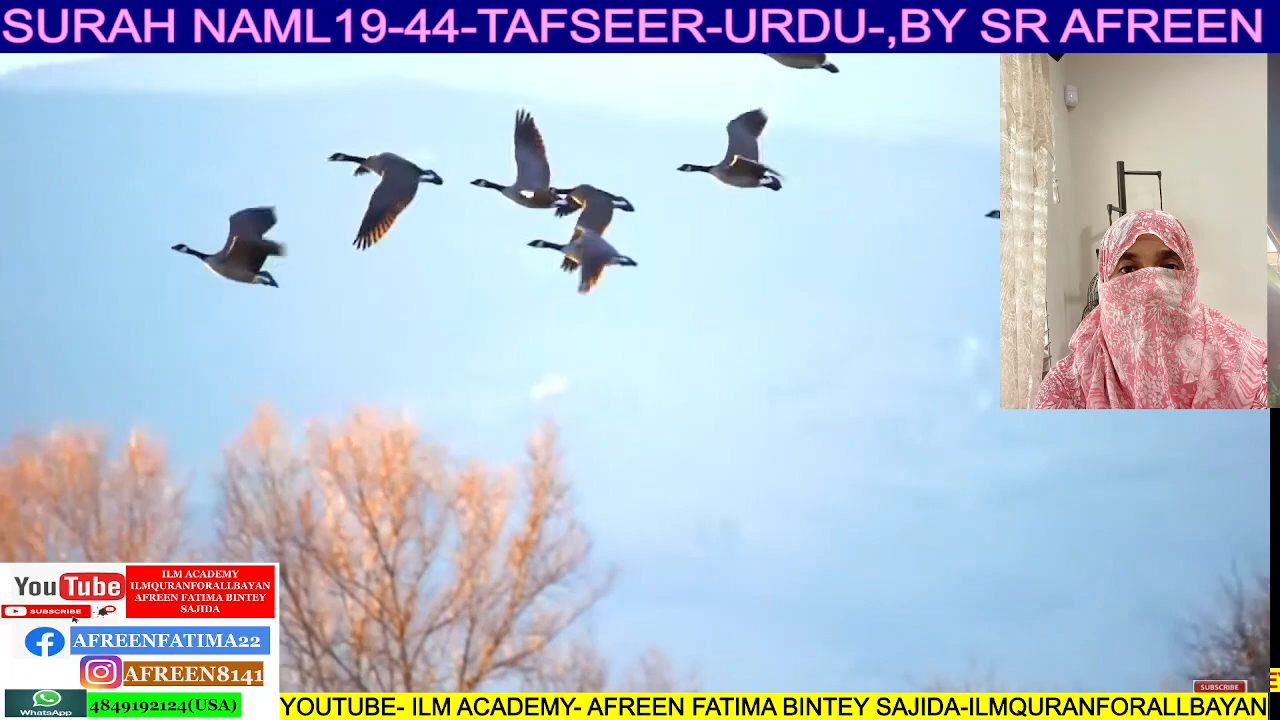 SURAH NAML19-44-TAFSEER-URDU-,BY SR AFREEN
YouTube
SUBSCRIBE
ILM ACADEMY
ILMQURANFORALLBAYAN
AFREEN FATIMA BINTEY
SAJIDA
AFREENFATIMA22
AFREEN8141
WhatsApp
4849192124(USA)
SUBSCRIBE
YOUTUBE- ILM ACADEMY- AFREEN FATIMA BINTEY SAJIDA-ILMQURANFORALLBAYAN